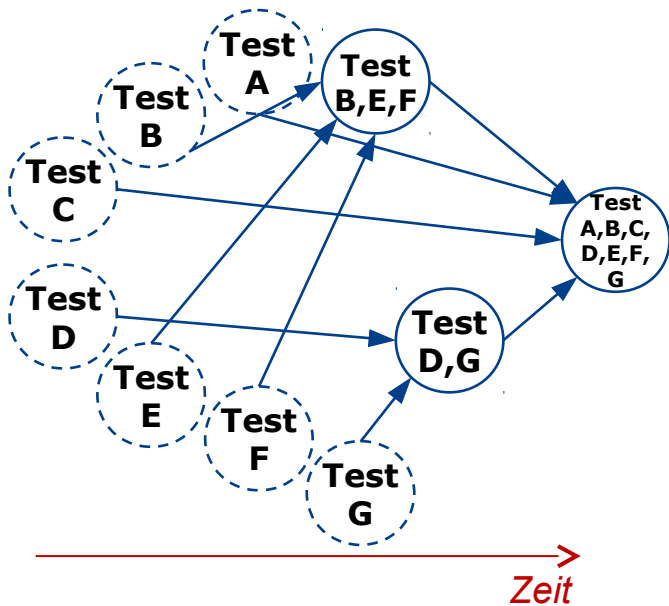 Test
A
Test
B,E,F
Test
B
Test
C
Test
A,B,C,
D,E,F,
G
Test
D
Test
D,G
Test
E
Test
F
Test
G
Zeit